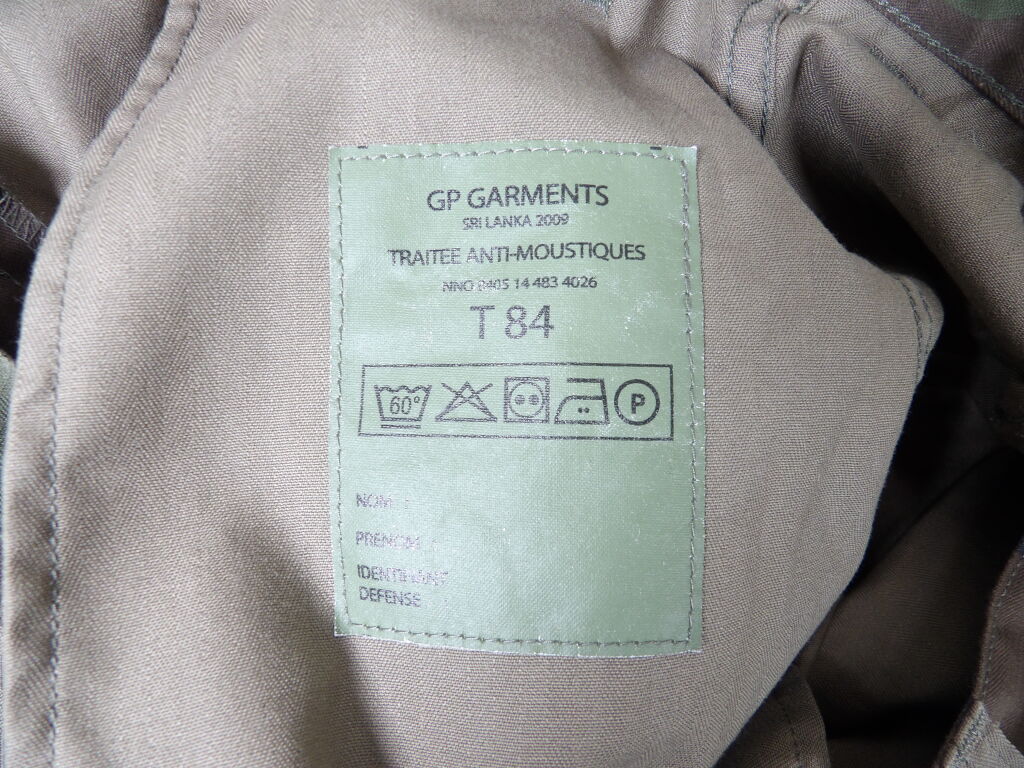 GP GARMENTS
SRI LANKA 2009
TRAITEE ANTI-MOUSTIQUES
NNO 8405 14 483 4026
T 84
60° P
NOM :
PRENOM :
IDENTIFIANT
DEFENSE